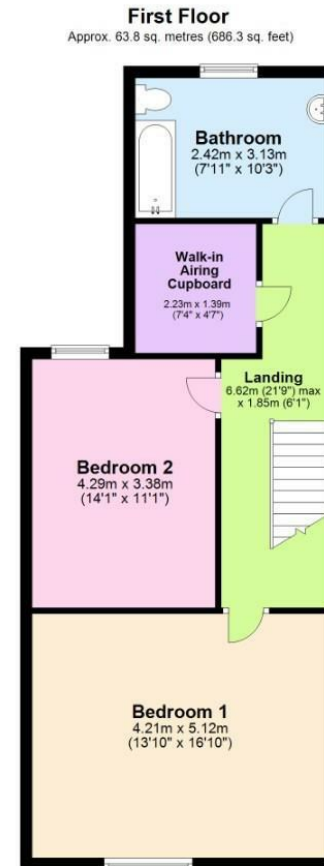 First Floor
Approx. 63.8 sq. metres (686.3 sq. feet)
Bathroom
2.42m x 3.13m
(7'11" x 10'3")
Walk-in
Airing
Cupboard
2.23m x 1.39m
(7'4" x 4'7")
Landing
6.62m (21'9") max
x 1.85m (6'1")
Bedroom 2
4.29m x 3.38m
(14'1" x 11'1")
Bedroom 1
4.21m x 5.12m
(13'10" x 16'10")